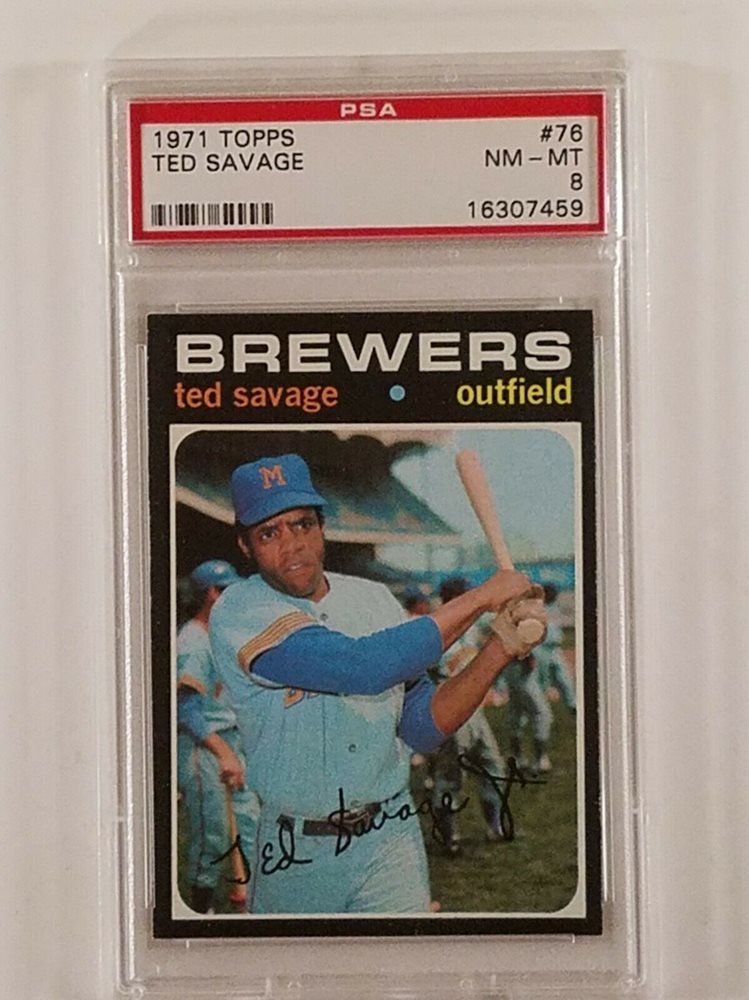 PSA
1971 TOPPS #76
TED SAVAGE NM-MT
8
16307459
BREWERS
ted savage • outfield
M
Ted Savage Jr.